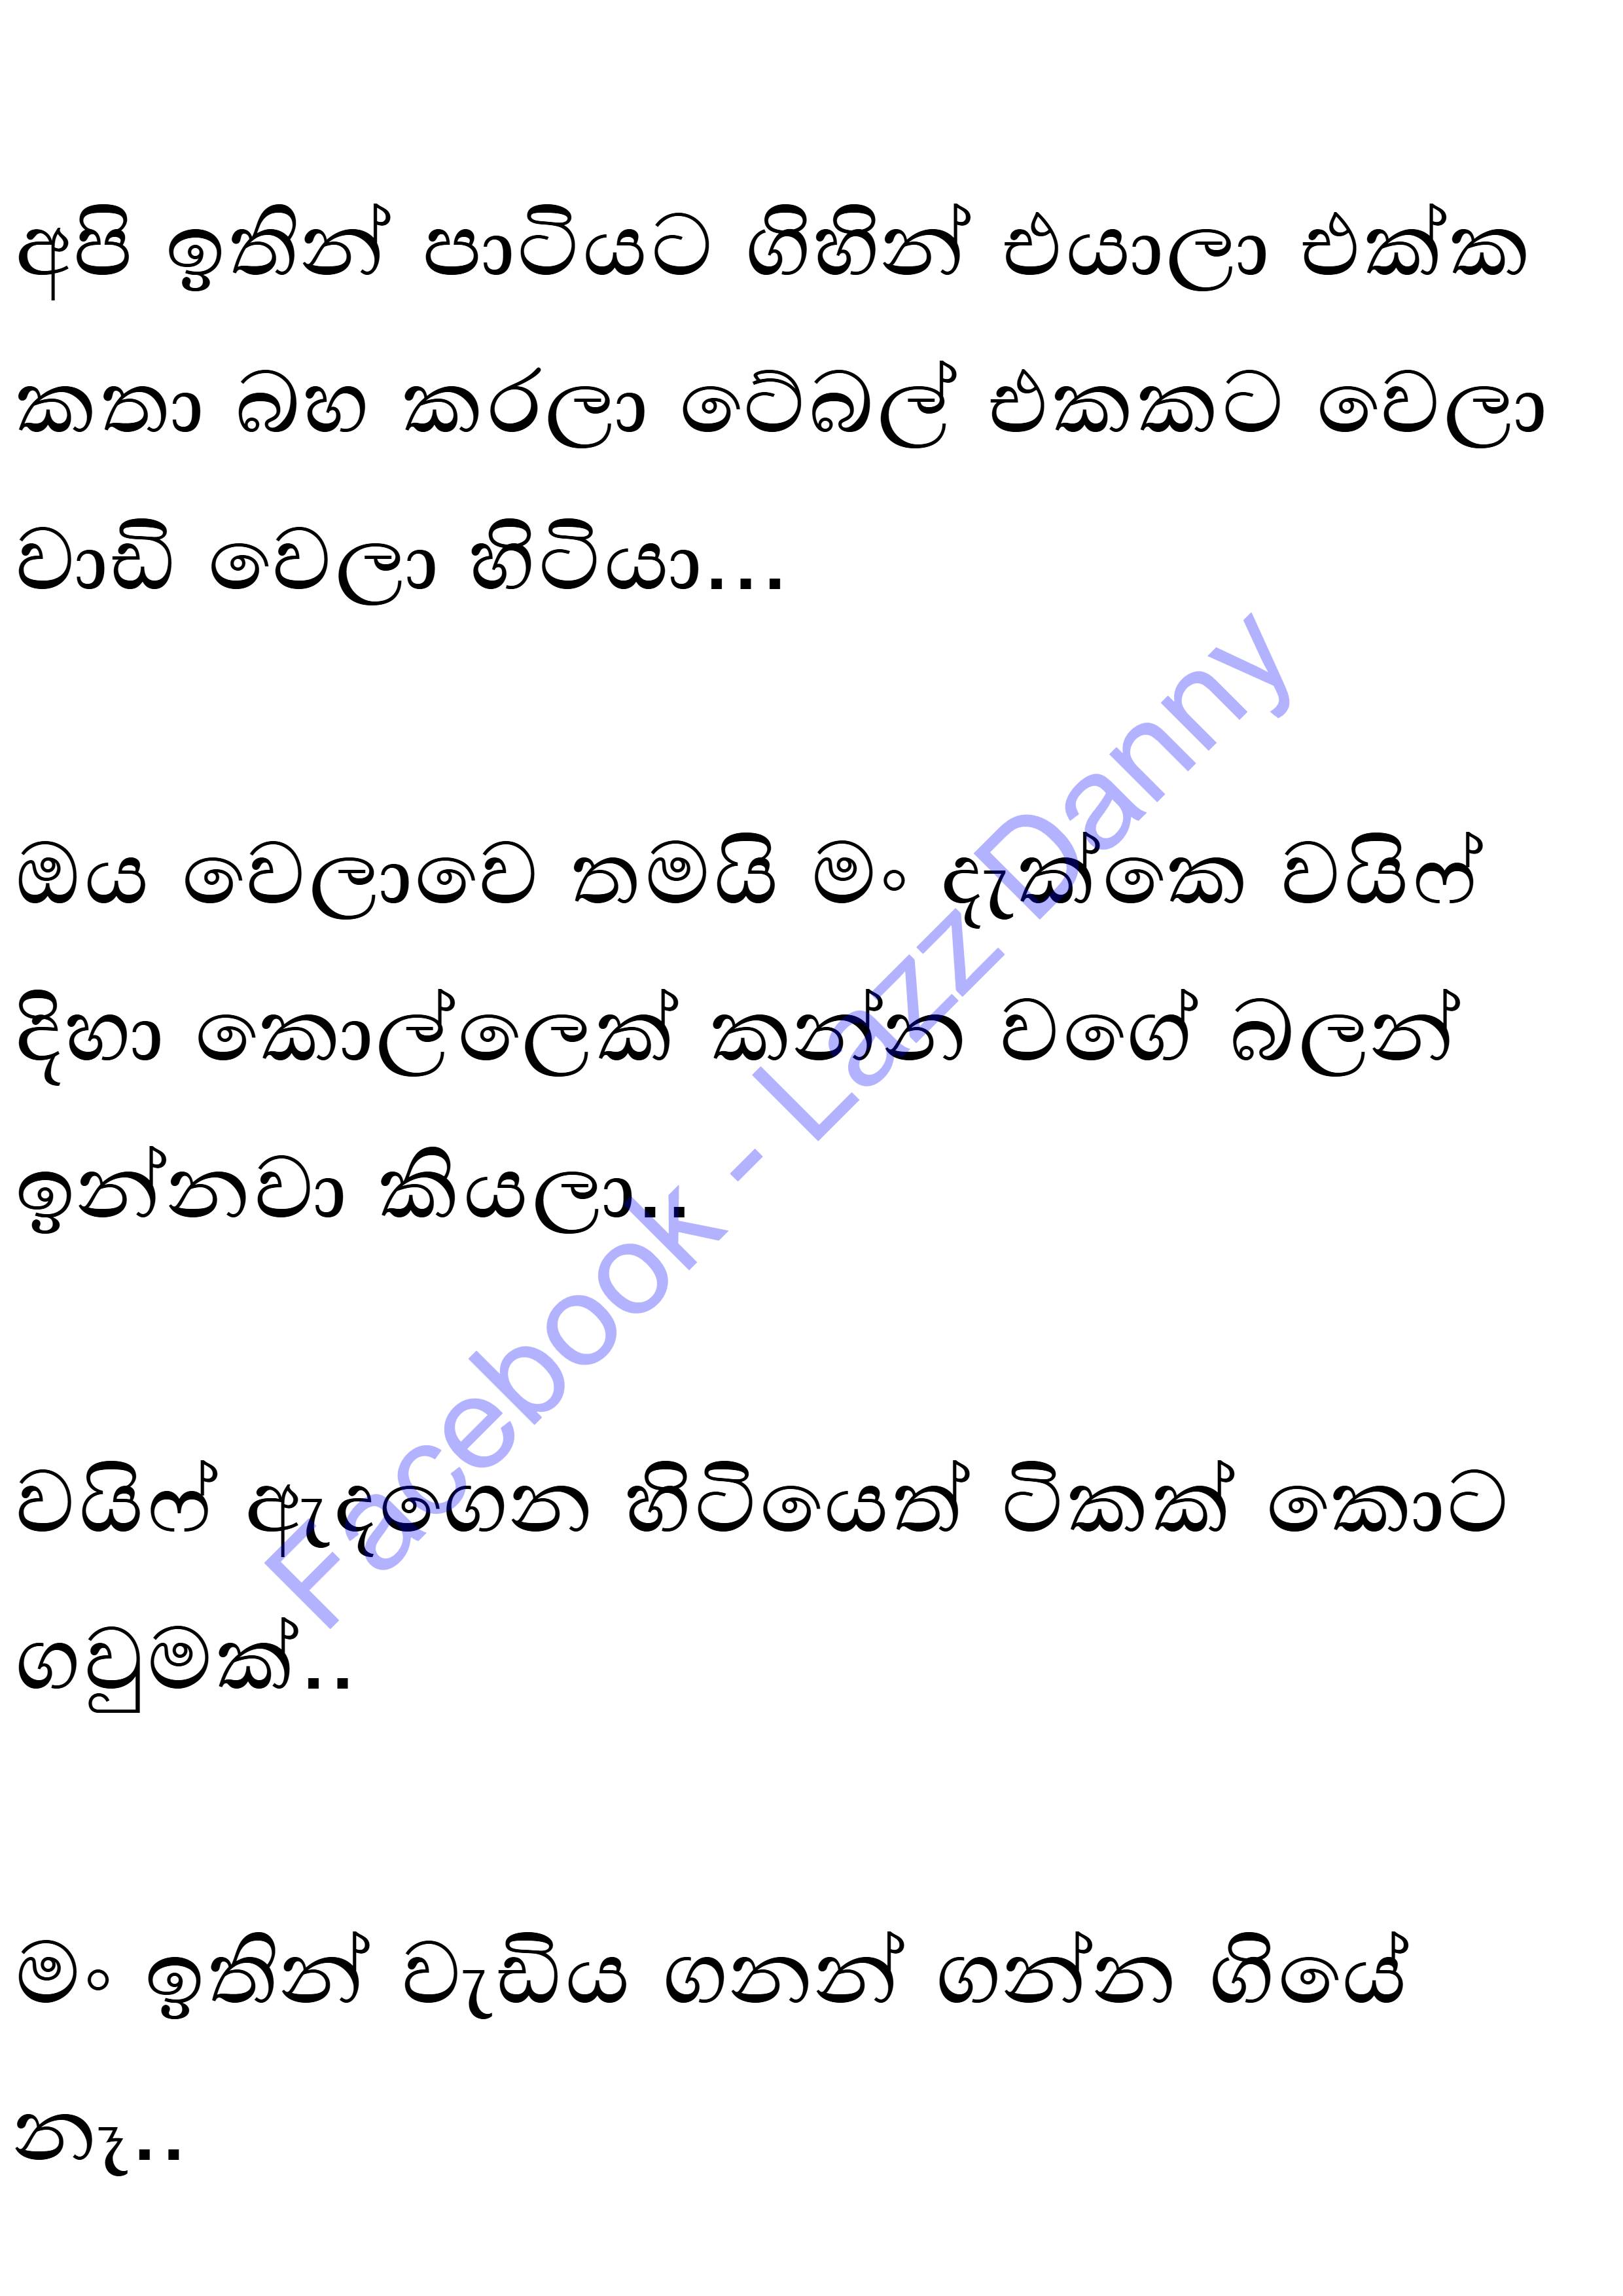 අපි ඉතින් පාටියට ගිහින් එයාලා එක්ක
කතා බහ කරලා ටේබල් එකකට වෙලා
වාඩි වෙලා හිටියා...
ඔය වෙලාවෙ තමයි මං දැක්කෙ වයිෆ්
දිහා කොල්ලෙක් කන්න වගේ බලන්
ඉන්නවා කියලා..
වයිෆ් ඇදගෙන හිටියෙත් ටිකක් කොට
ගවුමක්..
මං ඉතින් වැඩිය ගනන් ගන්න ගියේ
නෑ..
Facebook - Lazz Danny